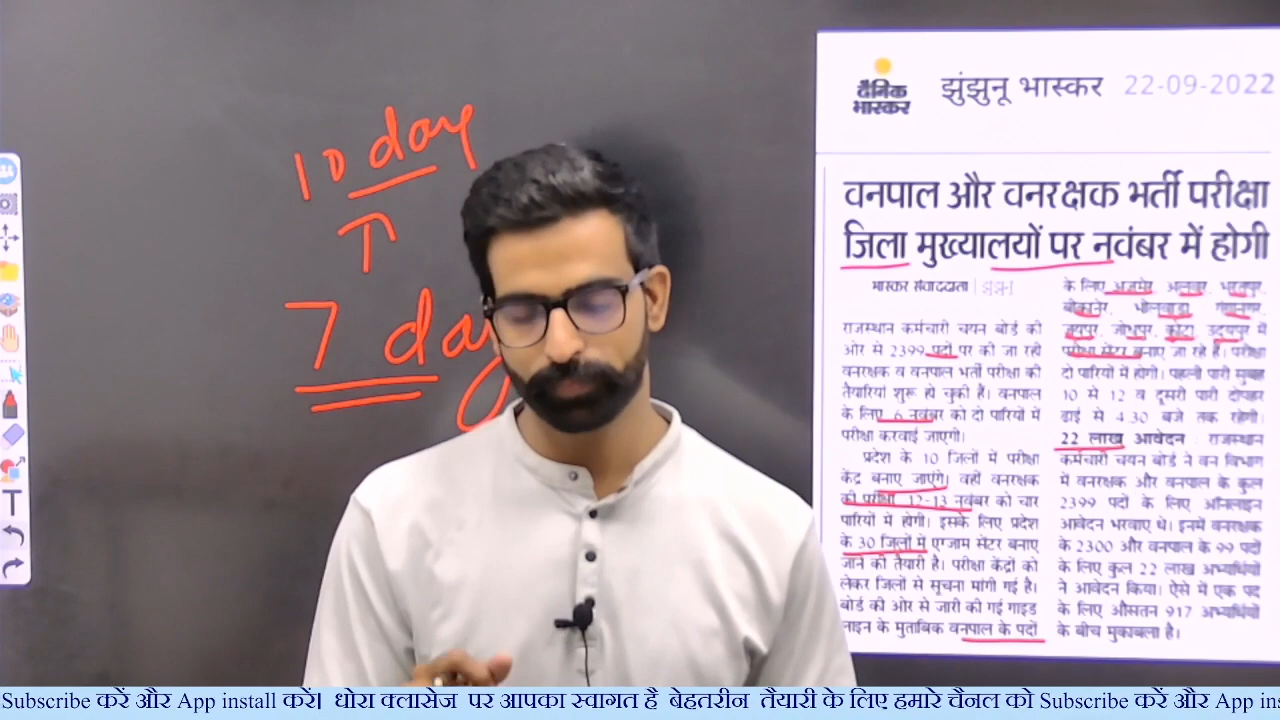 10 day
↑
7 day
दैनिक
भास्कर
झुंझुनू भास्कर 22-09-2022
वनपाल और वनरक्षक भर्ती परीक्षा
जिला मुख्यालयों पर नवंबर में होगी
भास्कर संवाददाता |
राजस्थान कर्मचारी चयन बोर्ड की
ओर से 2399 पदों पर की जा रही
वनरक्षक व वनपाल भर्ती परीक्षा की
तैयारियां शुरू हो चुकी हैं। वनपाल
के लिए 6 नवंबर को दो पारियों में
परीक्षा करवाई जाएगी।
प्रदेश के 10 जिलों में परीक्षा
केंद्र बनाए जाएंगे। वहीं वनरक्षक
की परीक्षा 12-13 नवंबर को चार
पारियों में होगी। इसके लिए प्रदेश
के 30 जिलों में एग्जाम सेंटर बनाए
जाने की तैयारी है। परीक्षा केंद्रों को
लेकर जिलों से सूचना मांगी गई है।
बोर्ड की ओर से जारी की गई गाइड
लाइन के मुताबिक वनपाल के पदों
के लिए अजमेर, अलवर, भरतपुर,
बीकानेर, भीलवाड़ा, गंगानगर,
जयपुर, जोधपुर, कोटा, उदयपुर में
परीक्षा सेंटर बनाए जा रहे हैं। परीक्षा
दो पारियों में होगी। पहली पारी सुबह
10 से 12 व दूसरी पारी दोपहर
ढाई से 4.30 बजे तक रहेगी।
22 लाख आवेदन : राजस्थान
कर्मचारी चयन बोर्ड ने वन विभाग
में वनरक्षक और वनपाल के कुल
2399 पदों के लिए ऑनलाइन
आवेदन भरवाए थे। इनमें वनरक्षक
के 2300 और वनपाल के 99 पदों
के लिए कुल 22 लाख अभ्यर्थियों
ने आवेदन किया। ऐसे में एक पद
के लिए औसतन 917 अभ्यर्थियों
के बीच मुकाबला है।
T
Subscribe करें और App install करें। धोरा क्लासेज पर आपका स्वागत है बेहतरीन तैयारी के लिए हमारे चैनल को Subscribe करें और App ins